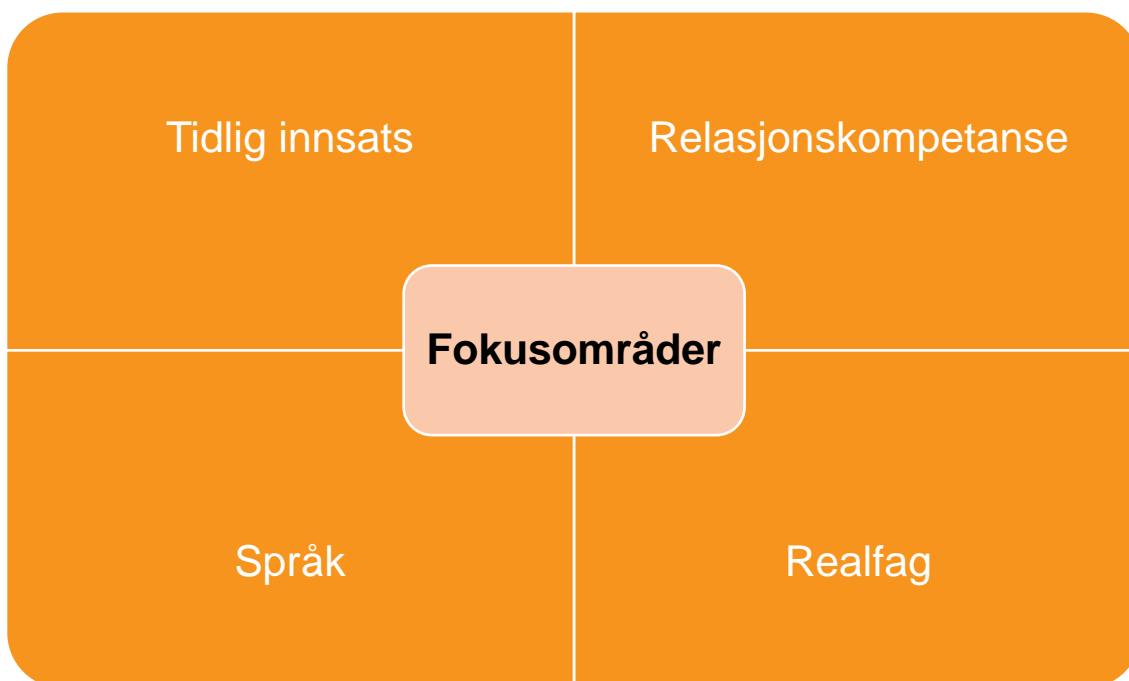 Tidlig innsats
Relasjonskompetanse
Fokusområder
Språk
Realfag